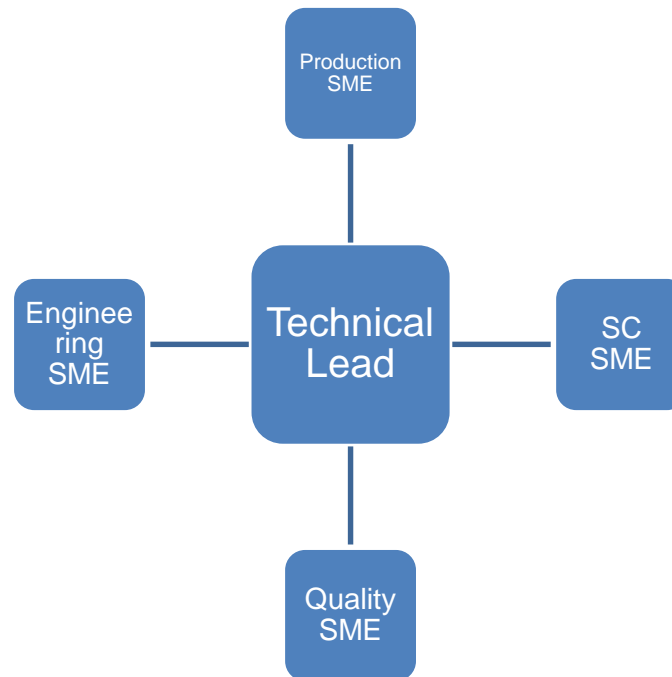 Production
SME
Enginee
ring
SME
Technical
Lead
SC
SME
Quality
SME